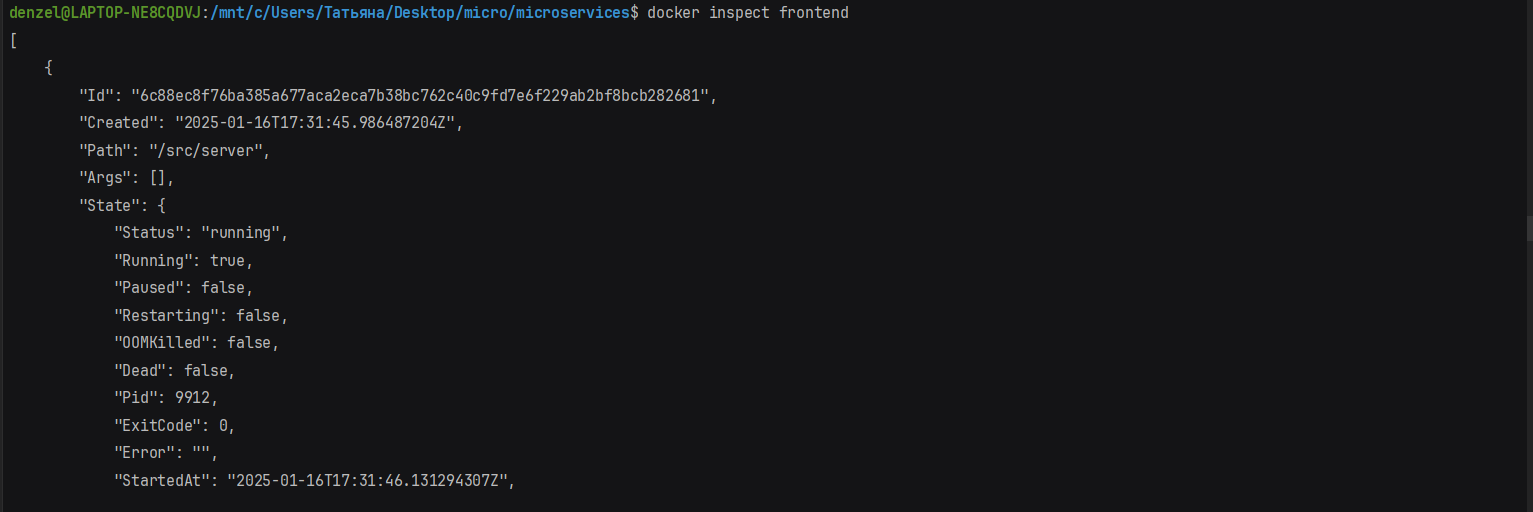 denzel@LAPTOP-NE8CQDVJ:/mnt/c/Users/Татьяна/Desktop/micro/microservices$ docker inspect frontend
[
    {
        "Id": "6c88ec8f76ba385a677aca2eca7b38bc762c40c9fd7e6f229ab2bf8bcb282681",
        "Created": "2025-01-16T17:31:45.986487204Z",
        "Path": "/src/server",
        "Args": [],
        "State": {
            "Status": "running",
            "Running": true,
            "Paused": false,
            "Restarting": false,
            "OOMKilled": false,
            "Dead": false,
            "Pid": 9912,
            "ExitCode": 0,
            "Error": "",
            "StartedAt": "2025-01-16T17:31:46.131294307Z",